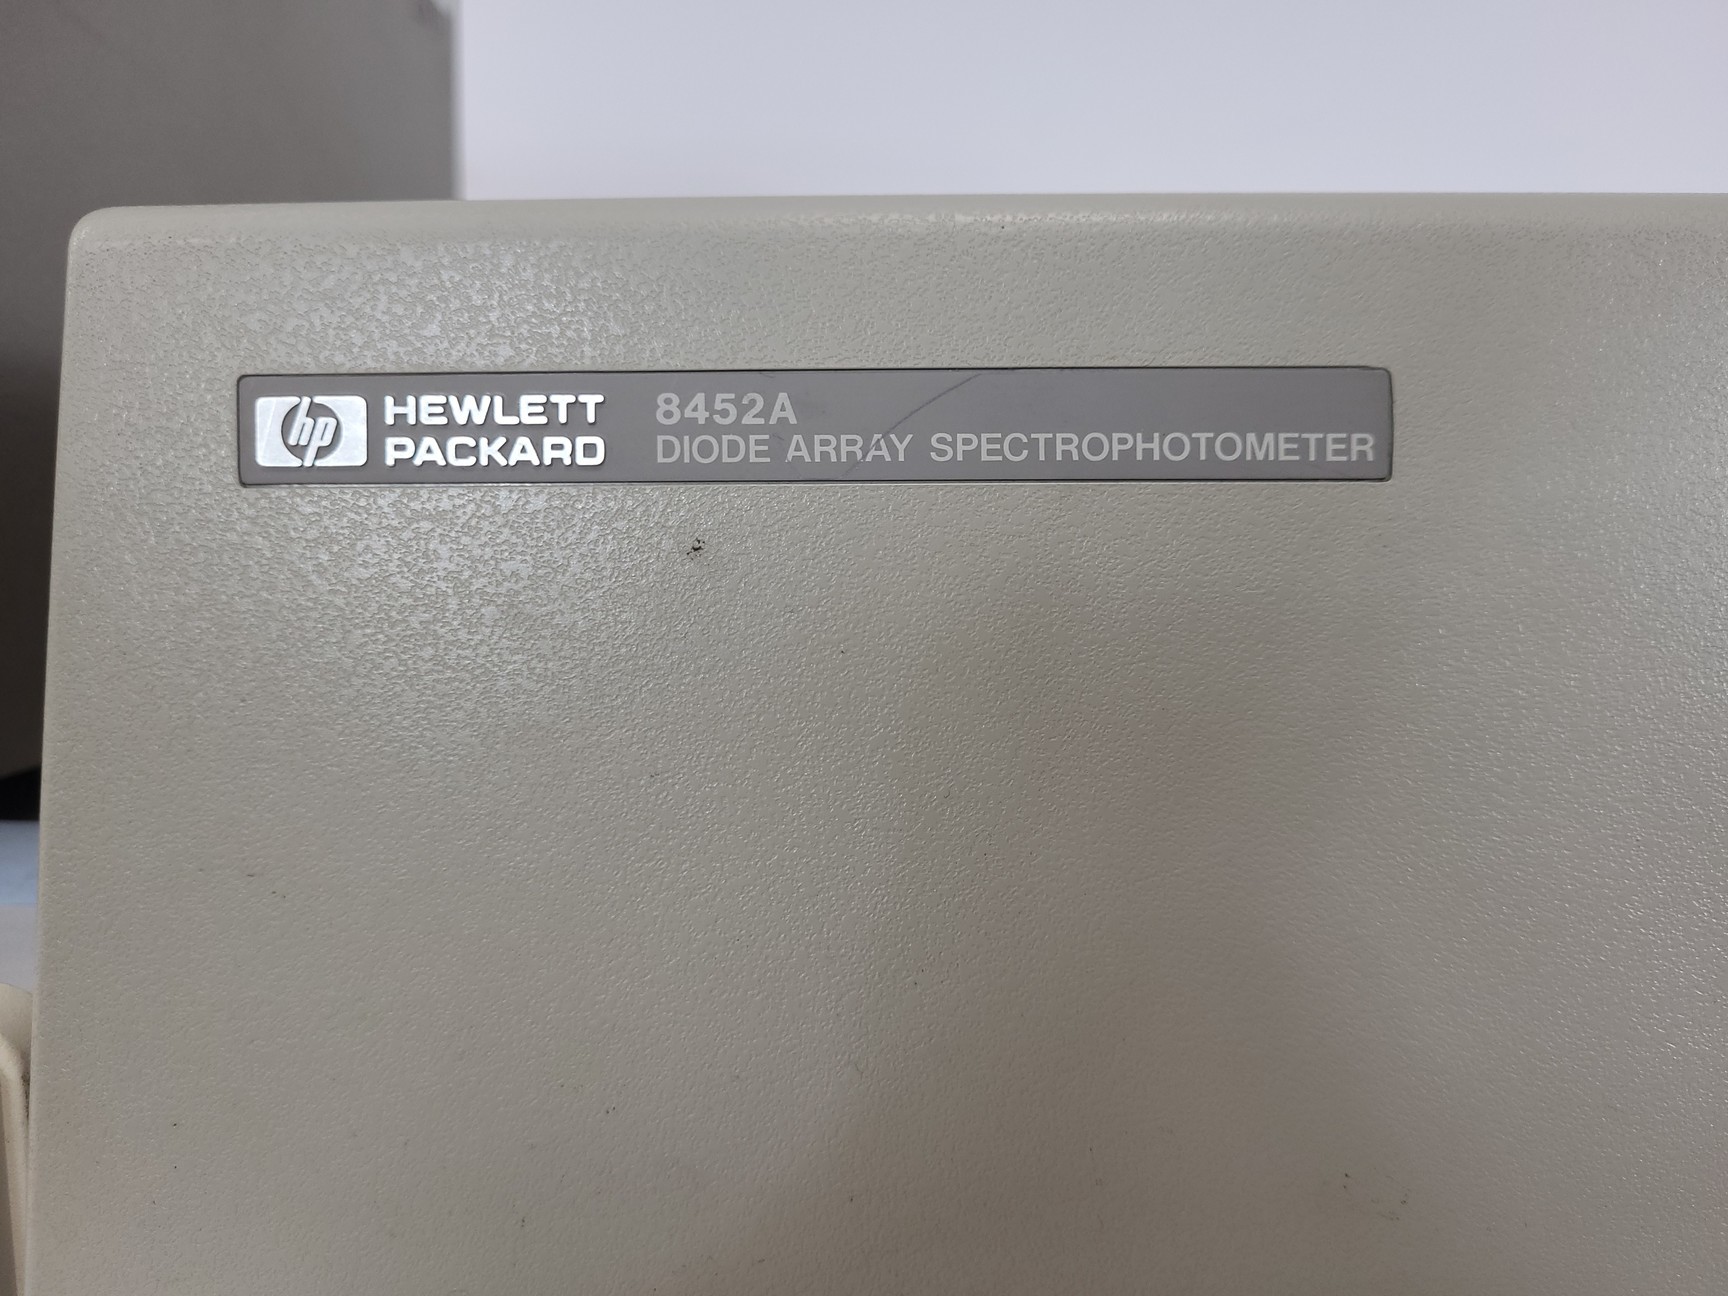 hp HEWLETT
PACKARD
8452A
DIODE ARRAY SPECTROPHOTOMETER